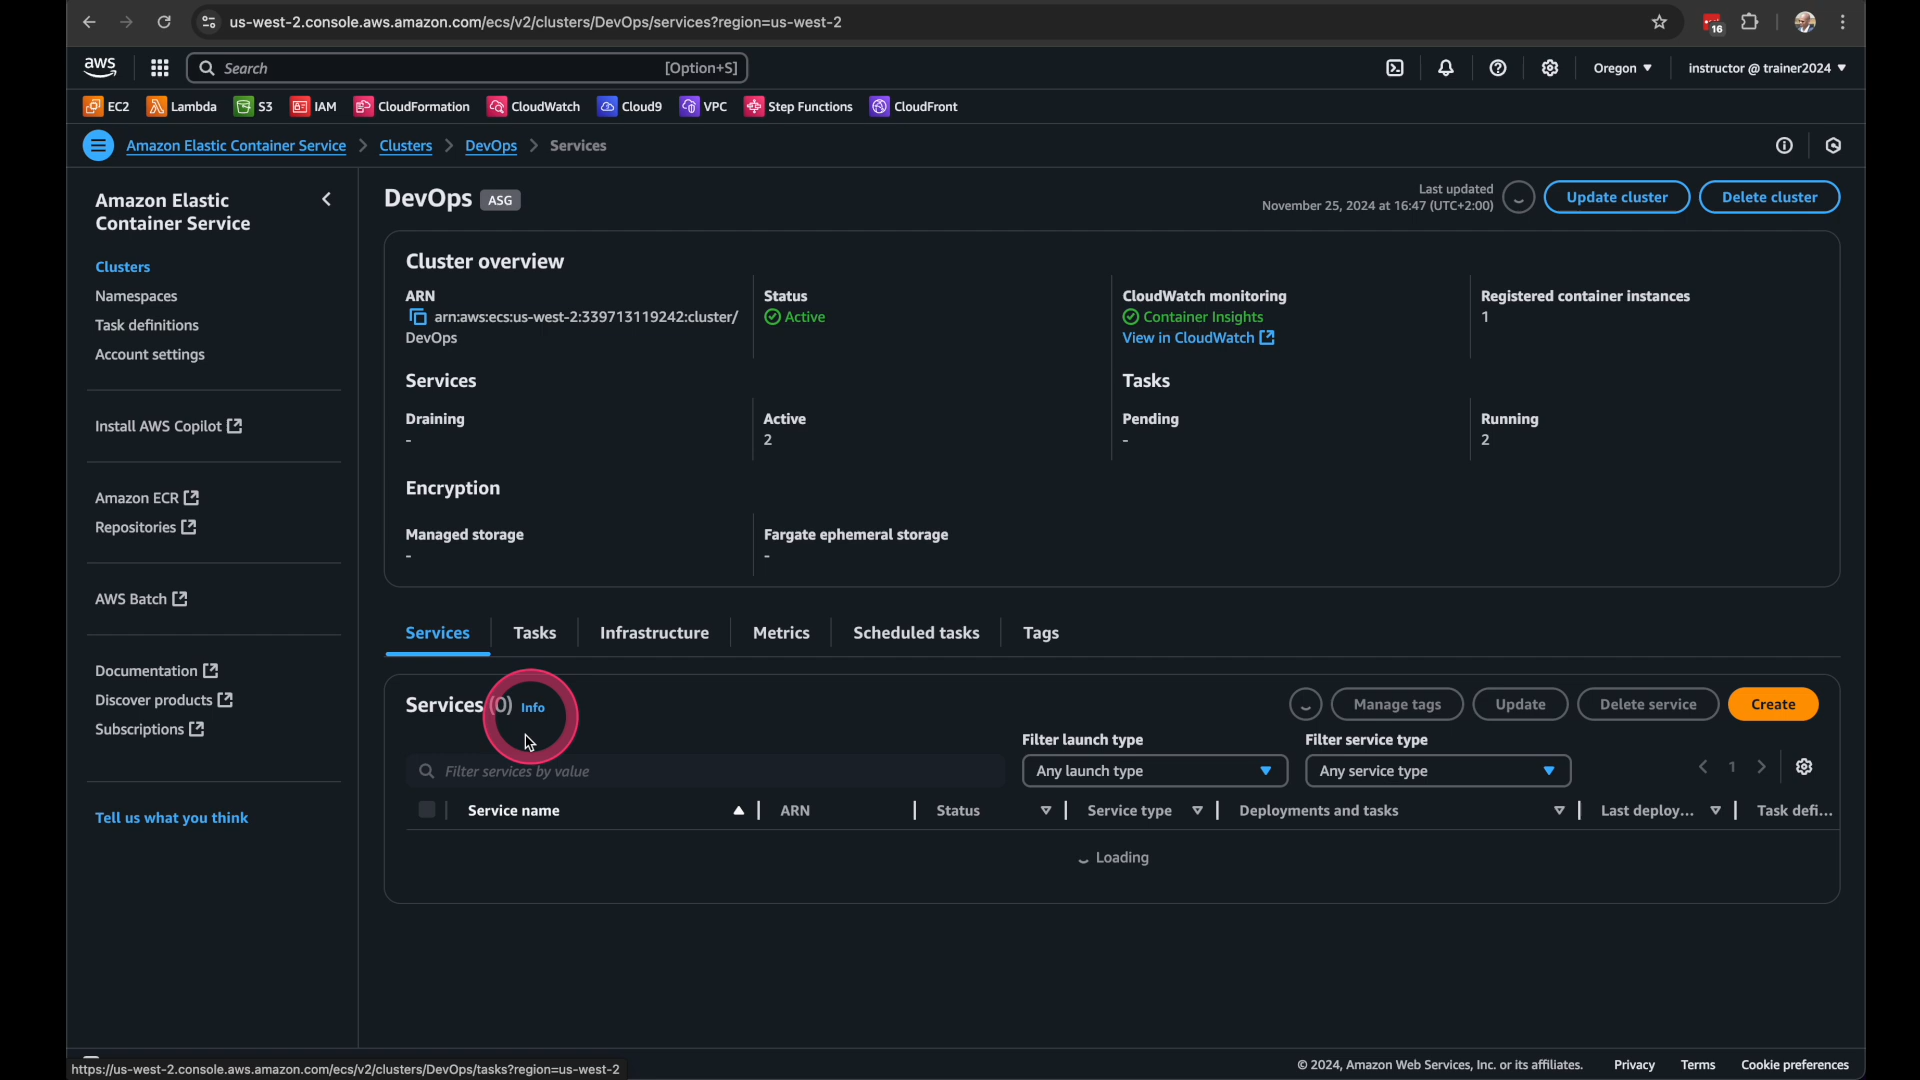 us-west-2.console.aws.amazon.com/ecs/v2/clusters/DevOps/services?region=us-west-2
16
aws
Search
[Option+S]
Oregon
instructor @ trainer2024
EC2
Lambda
S3
IAM
CloudFormation
CloudWatch
Cloud9
VPC
Step Functions
CloudFront
Amazon Elastic Container Service
Clusters
DevOps
Services
Amazon Elastic
Container Service
Clusters
Namespaces
Task definitions
Account settings
Install AWS Copilot
Amazon ECR
Repositories
AWS Batch
Documentation
Discover products
Subscriptions
Tell us what you think
DevOps
ASG
Last updated
November 25, 2024 at 16:47 (UTC+2:00)
Update cluster
Delete cluster
Cluster overview
ARN
arn:aws:ecs:us-west-2:339713119242:cluster/
DevOps
Status
Active
CloudWatch monitoring
Container Insights
View in CloudWatch
Registered container instances
1
Services
Tasks
Draining
-
Active
2
Pending
-
Running
2
Encryption
Managed storage
-
Fargate ephemeral storage
-
Services
Tasks
Infrastructure
Metrics
Scheduled tasks
Tags
Services (0)
Info
Manage tags
Update
Delete service
Create
Filter services by value
Filter launch type
Any launch type
Filter service type
Any service type
1
Service name
ARN
Status
Service type
Deployments and tasks
Last deploy...
Task defi...
Loading
https://us-west-2.console.aws.amazon.com/ecs/v2/clusters/DevOps/tasks?region=us-west-2
© 2024, Amazon Web Services, Inc. or its affiliates.
Privacy
Terms
Cookie preferences